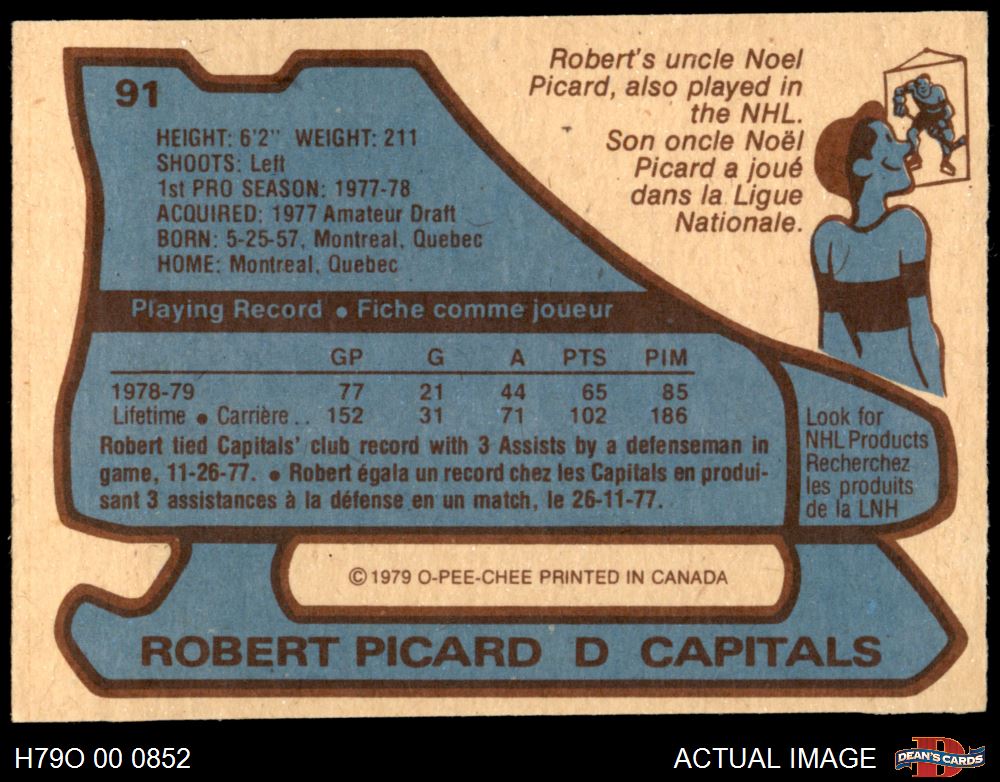 91
HEIGHT: 6'2" WEIGHT: 211
SHOOTS: Left
1st PRO SEASON: 1977-78
ACQUIRED: 1977 Amateur Draft
BORN: 5-25-57, Montreal, Quebec
HOME: Montreal, Quebec
Robert's uncle Noel
Picard, also played in
the NHL.
Son oncle Noël
Picard a joué
dans la Ligue
Nationale.
Playing Record • Fiche comme joueur
GP G A PTS PIM
1978-79 77 21 44 65 85
Lifetime • Carrière . . 152 31 71 102 186
Robert tied Capitals' club record with 3 Assists by a defenseman in
game, 11-26-77. • Robert égala un record chez les Capitals en produi-
sant 3 assistances à la défense en un match, le 26-11-77.
Look for
NHL Products
Recherchez
les produits
de la LNH
© 1979 O-PEE-CHEE PRINTED IN CANADA
ROBERT PICARD D CAPITALS
H79O 00 0852
ACTUAL IMAGE
D
DEAN'S CARDS